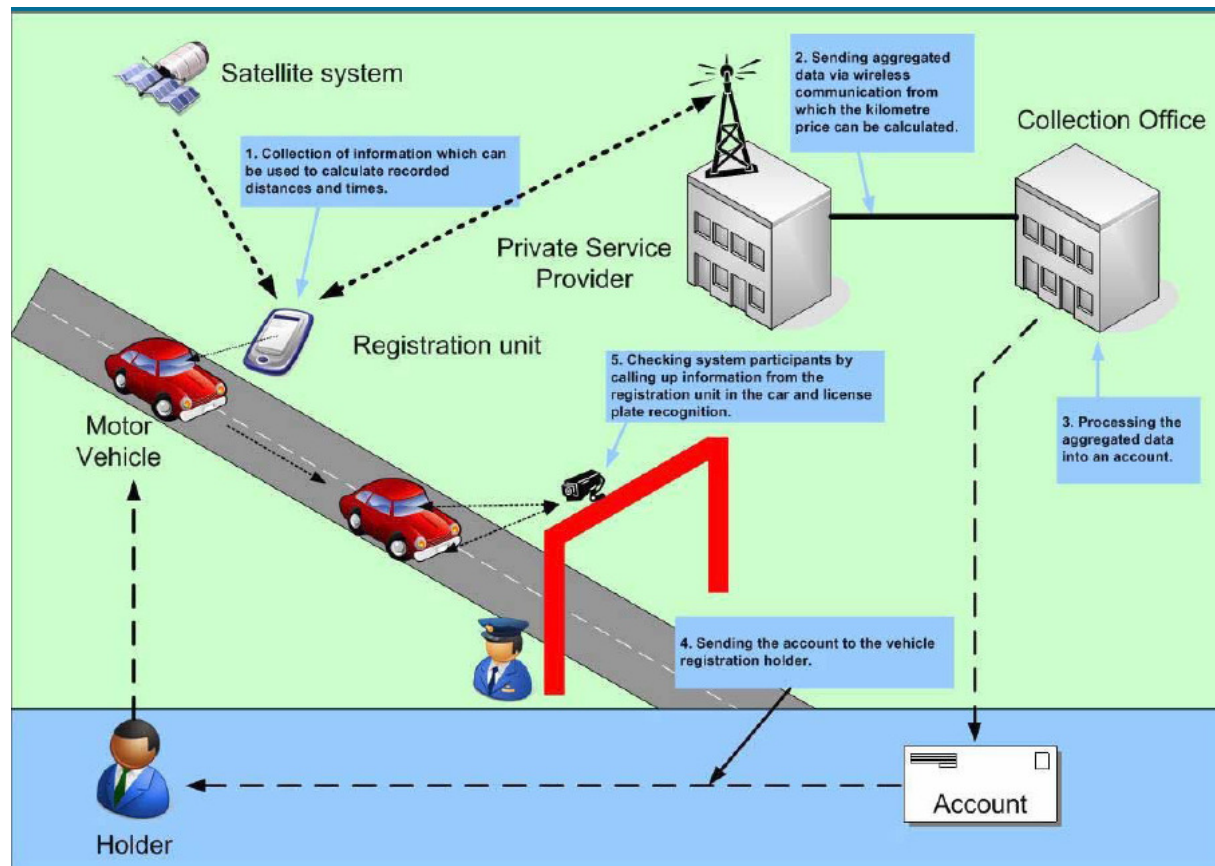 Satellite system
1. Collection of information which can
be used to calculate recorded
distances and times.
2. Sending aggregated
data via wireless
communication from
which the kilometre
price can be calculated.
Collection Office
Private Service
Provider
Registration unit
Motor
Vehicle
5. Checking system participants by
calling up information from the
registration unit in the car and license
plate recognition.
3. Processing the
aggregated data
into an account.
4. Sending the account to the vehicle
registration holder.
Holder
Account